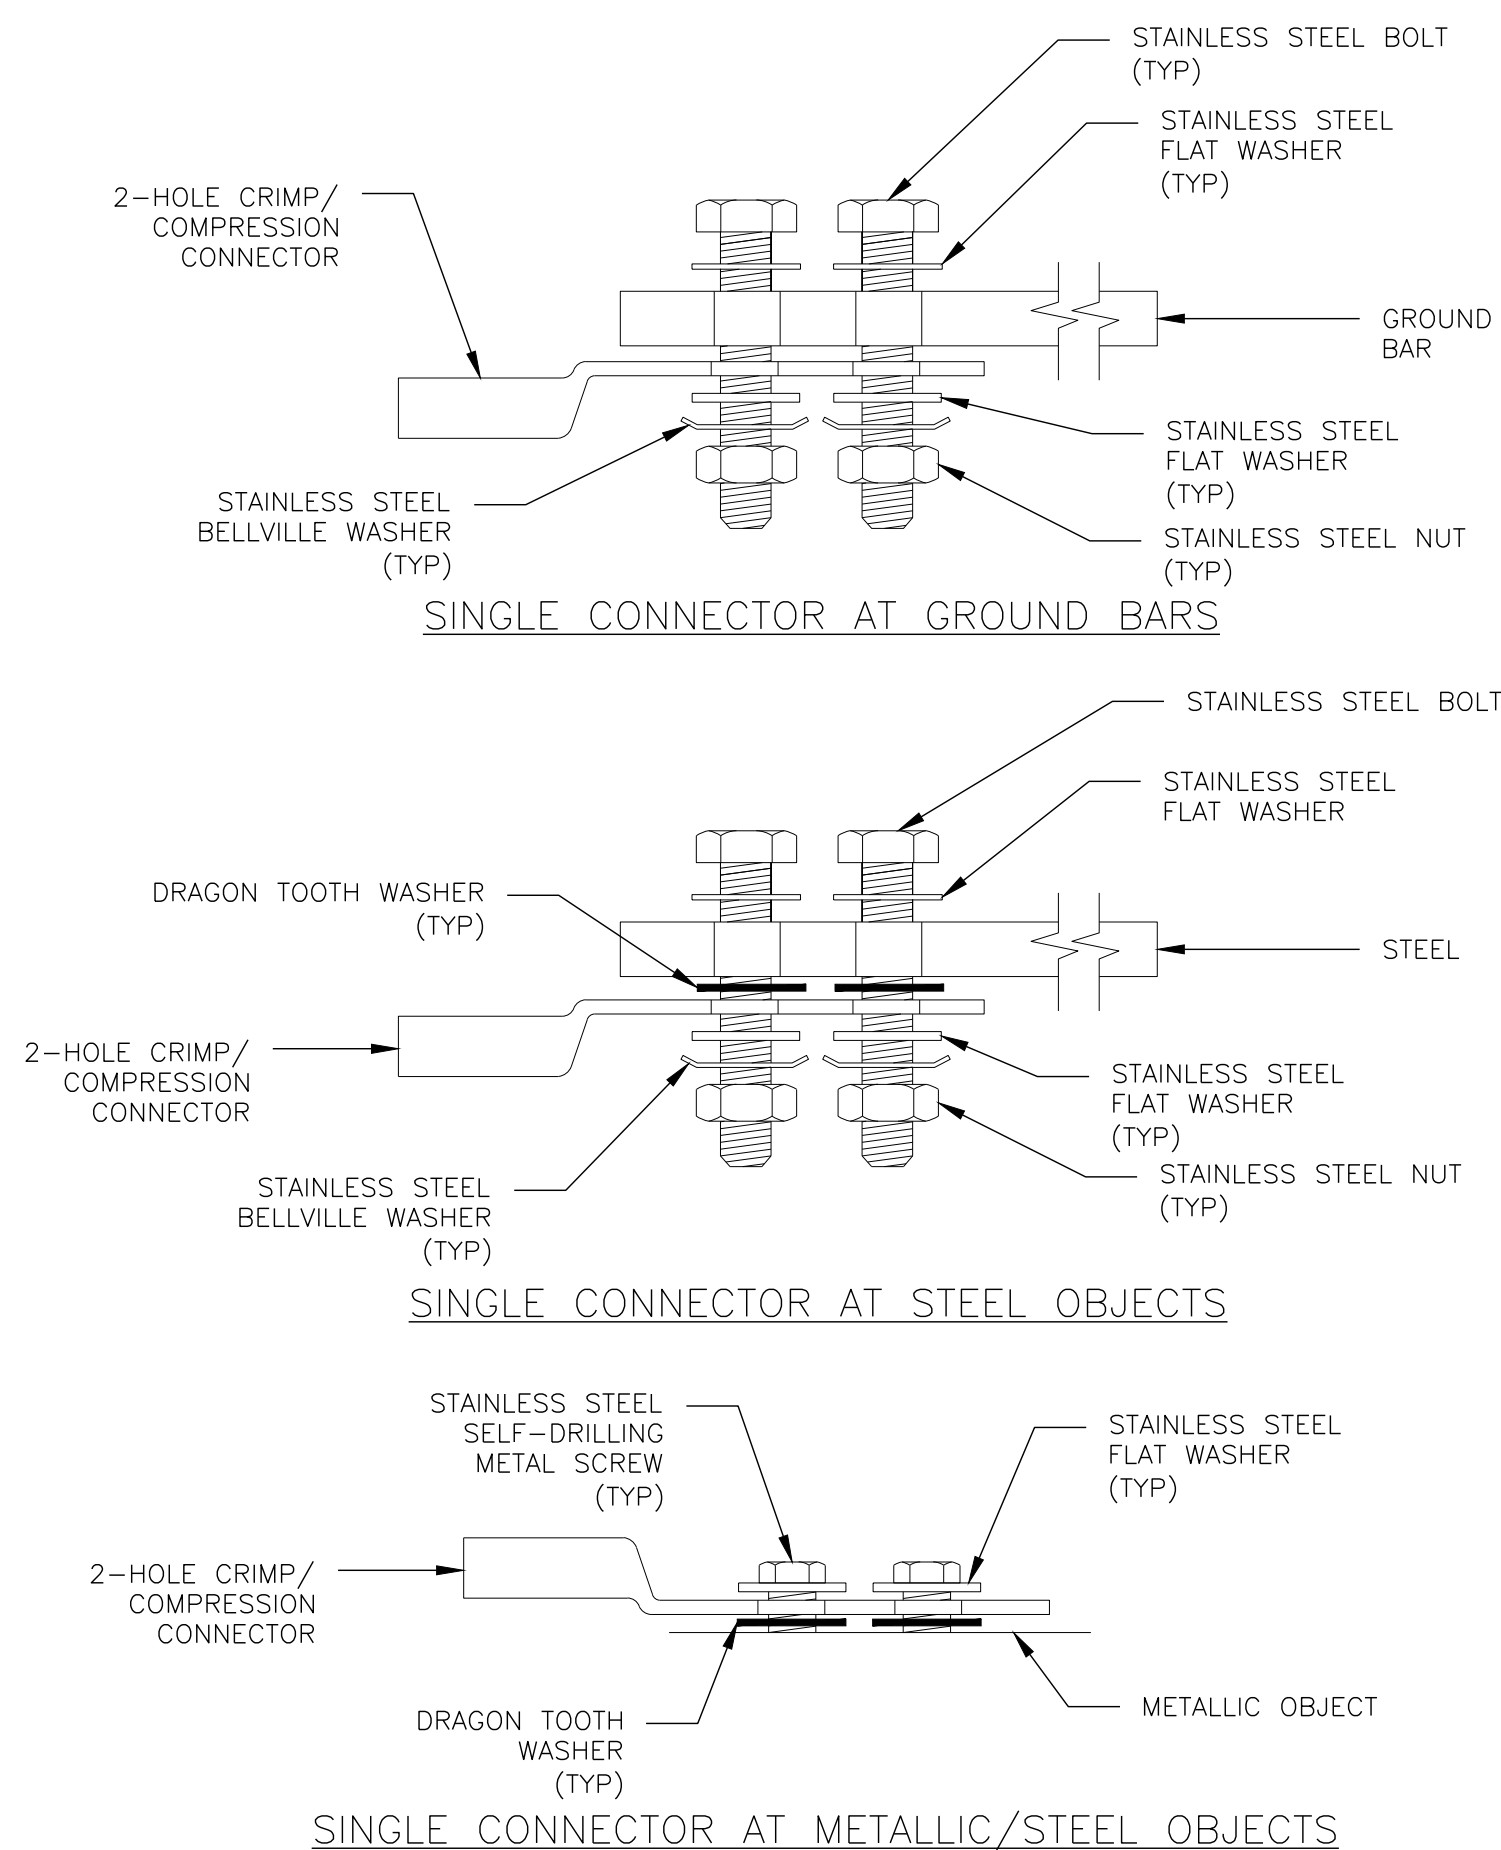 STAINLESS STEEL BOLT
(TYP)
STAINLESS STEEL
FLAT WASHER
(TYP)
2-HOLE CRIMP/
COMPRESSION
CONNECTOR
GROUND
BAR
STAINLESS STEEL
FLAT WASHER
(TYP)
STAINLESS STEEL
BELLVILLE WASHER
(TYP)
STAINLESS STEEL NUT
(TYP)
SINGLE CONNECTOR AT GROUND BARS
STAINLESS STEEL BOLT
STAINLESS STEEL
FLAT WASHER
DRAGON TOOTH WASHER
(TYP)
STEEL
2-HOLE CRIMP/
COMPRESSION
CONNECTOR
STAINLESS STEEL
FLAT WASHER
(TYP)
STAINLESS STEEL NUT
(TYP)
STAINLESS STEEL
BELLVILLE WASHER
(TYP)
SINGLE CONNECTOR AT STEEL OBJECTS
STAINLESS STEEL
SELF-DRILLING
METAL SCREW
(TYP)
STAINLESS STEEL
FLAT WASHER
(TYP)
2-HOLE CRIMP/
COMPRESSION
CONNECTOR
METALLIC OBJECT
DRAGON TOOTH
WASHER
(TYP)
SINGLE CONNECTOR AT METALLIC/STEEL OBJECTS